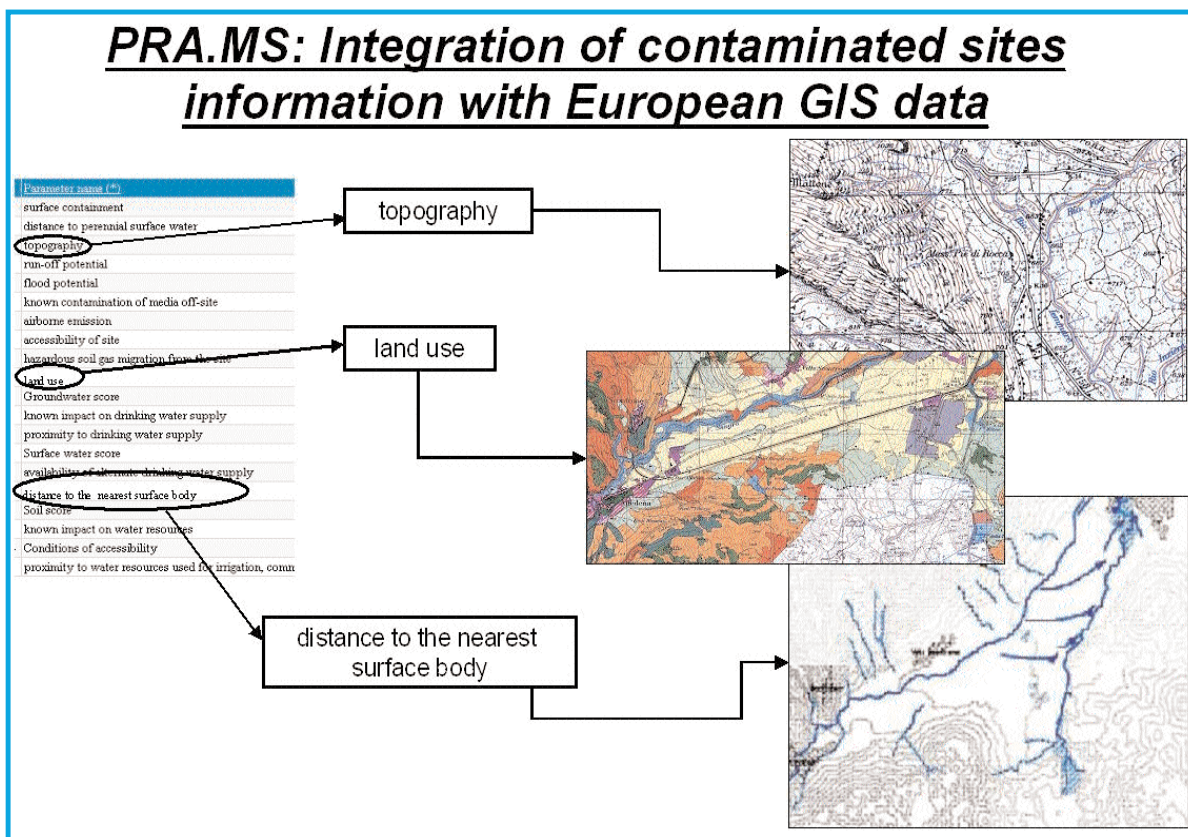 PRA.MS: Integration of contaminated sites
information with European GIS data
Parameter name (*)
surface containment
distance to perennial surface water
topography
run-off potential
flood potential
known contamination of media off-site
airborne emission
accessibility of site
hazardous soil gas migration from the site
land use
Groundwater score
known impact on drinking water supply
proximity to drinking water supply
Surface water score
availability of alternate drinking water supply
distance to the nearest surface body
Soil score
known impact on water resources
Conditions of accessibility
proximity to water resources used for irrigation, comm
topography
land use
distance to the nearest
surface body